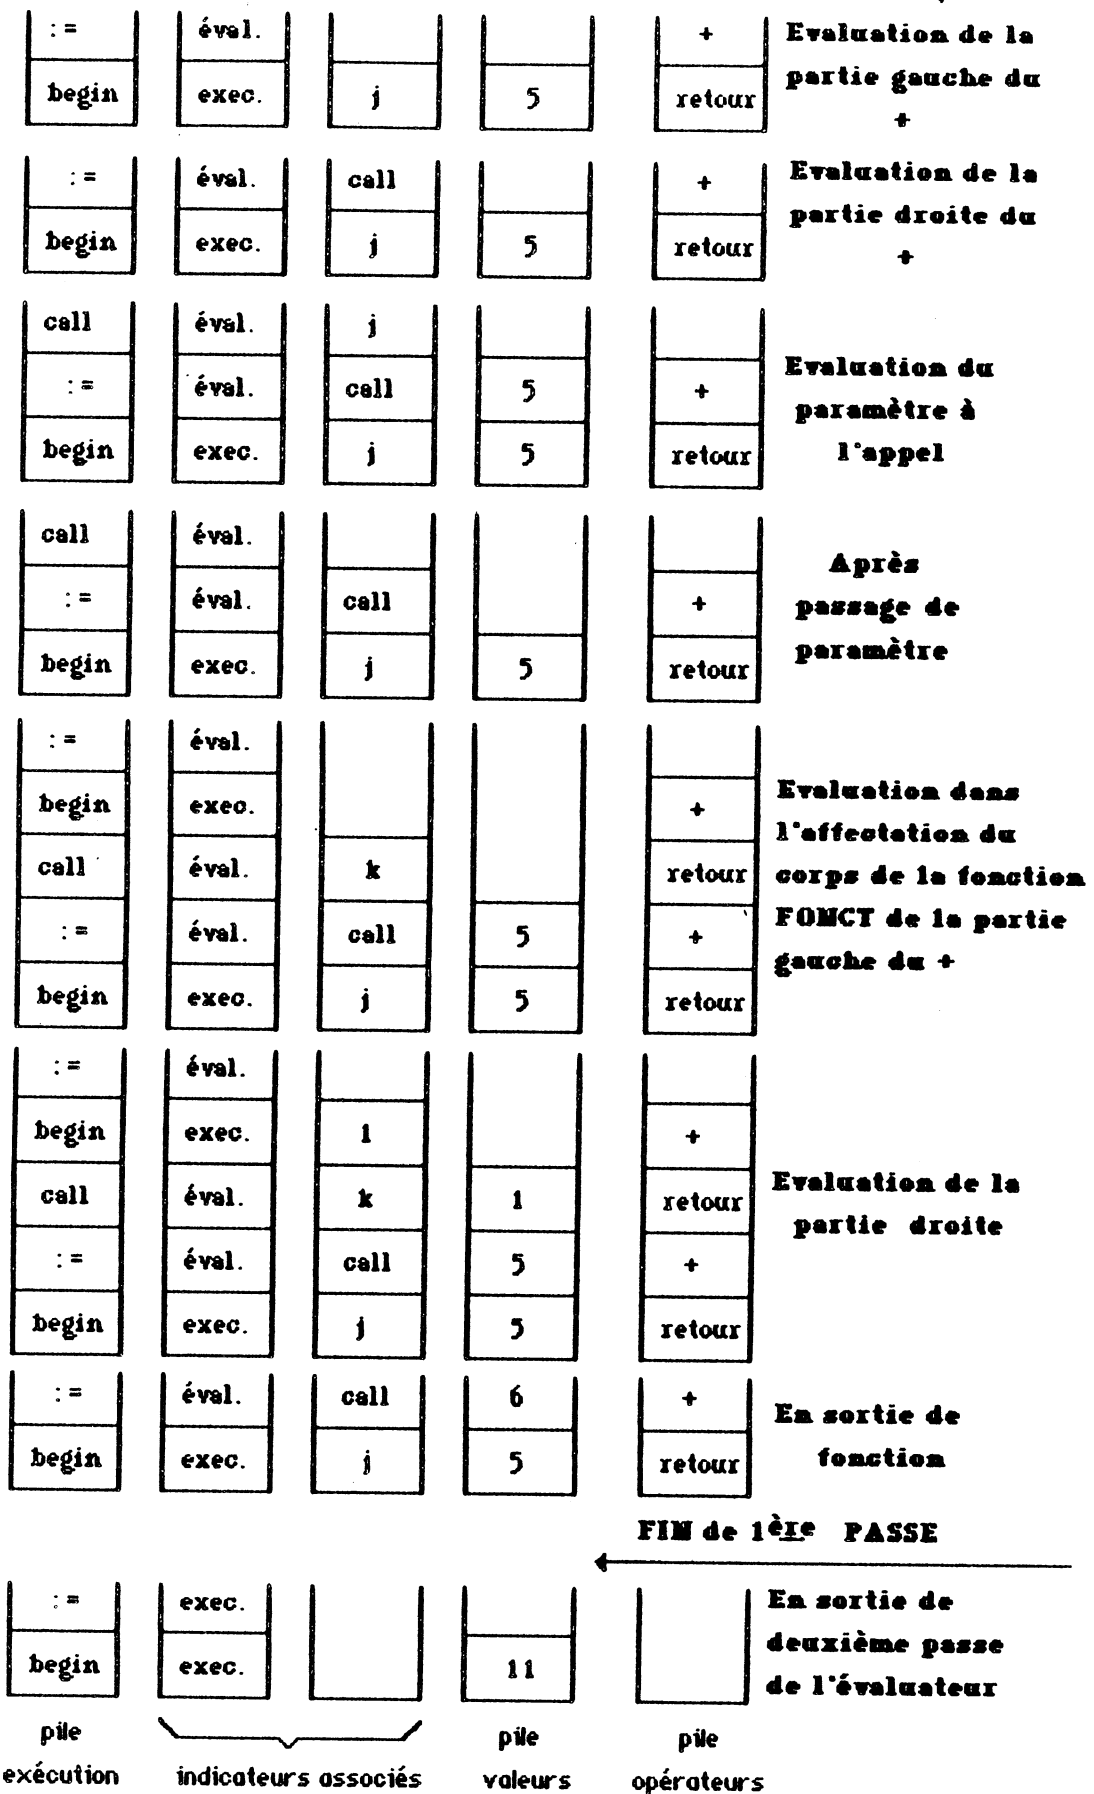 := éval. +
Evaluation de la
begin exec. j 5 retour
partie gauche du
+
:= éval. call +
Evaluation de la
begin exec. j 5 retour
partie droite du
+
call éval. j
:= éval. call 5 +
begin exec. j 5 retour
Evaluation du
paramètre à
l'appel
call éval.
:= éval. call +
begin exec. j 5 retour
Après
passage de
paramètre
:= éval.
begin exec. +
call éval. k retour
:= éval. call 5 +
begin exec. j 5 retour
Evaluation dans
l'affectation du
corps de la fonction
FONCT de la partie
gauche du +
:= éval.
begin exec. l +
call éval. k 1 retour
:= éval. call 5 +
begin exec. j 5 retour
Evaluation de la
partie droite
:= éval. call 6 +
begin exec. j 5 retour
En sortie de
fonction
FIN de 1ère PASSE
:= exec.
begin exec. 11
En sortie de
deuxième passe
de l'évaluateur
pile
exécution
indicateurs associés
pile
valeurs
pile
opérateurs